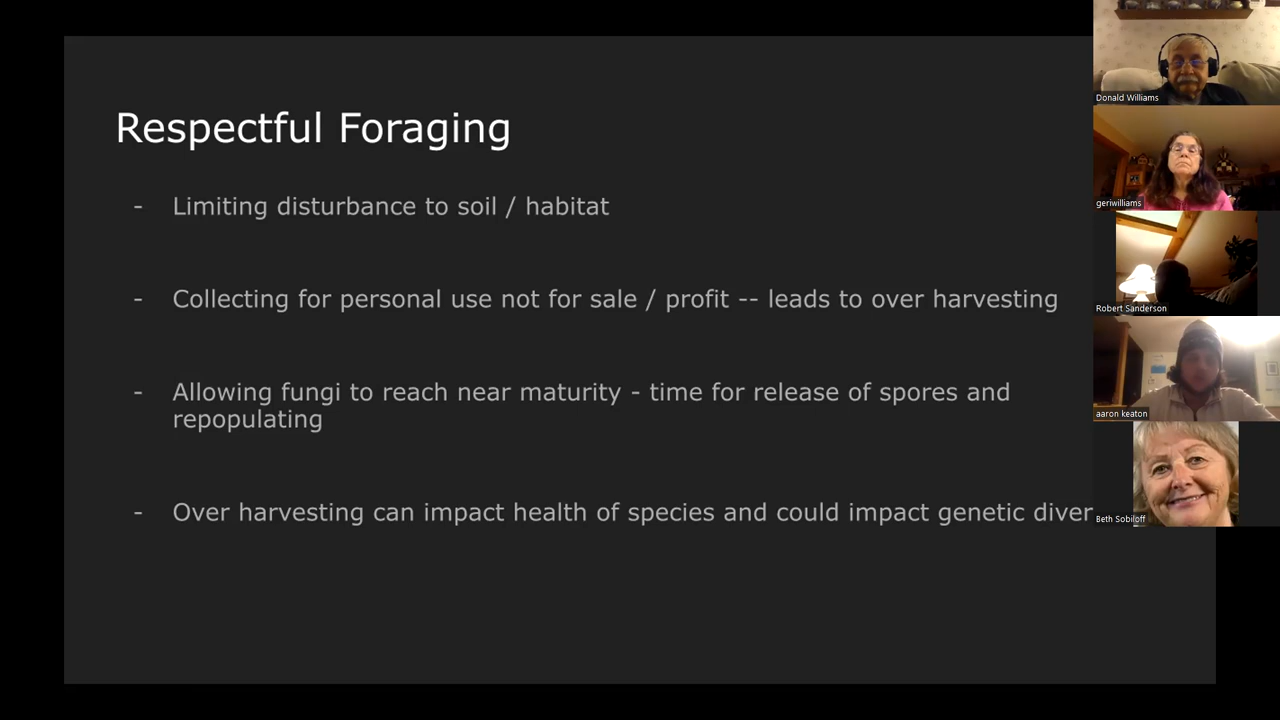 Respectful Foraging
- Limiting disturbance to soil / habitat
- Collecting for personal use not for sale / profit -- leads to over harvesting
- Allowing fungi to reach near maturity - time for release of spores and
repopulating
- Over harvesting can impact health of species and could impact genetic diver
Donald Williams
geriwilliams
Robert Sanderson
aaron keaton
Beth Sobiloff